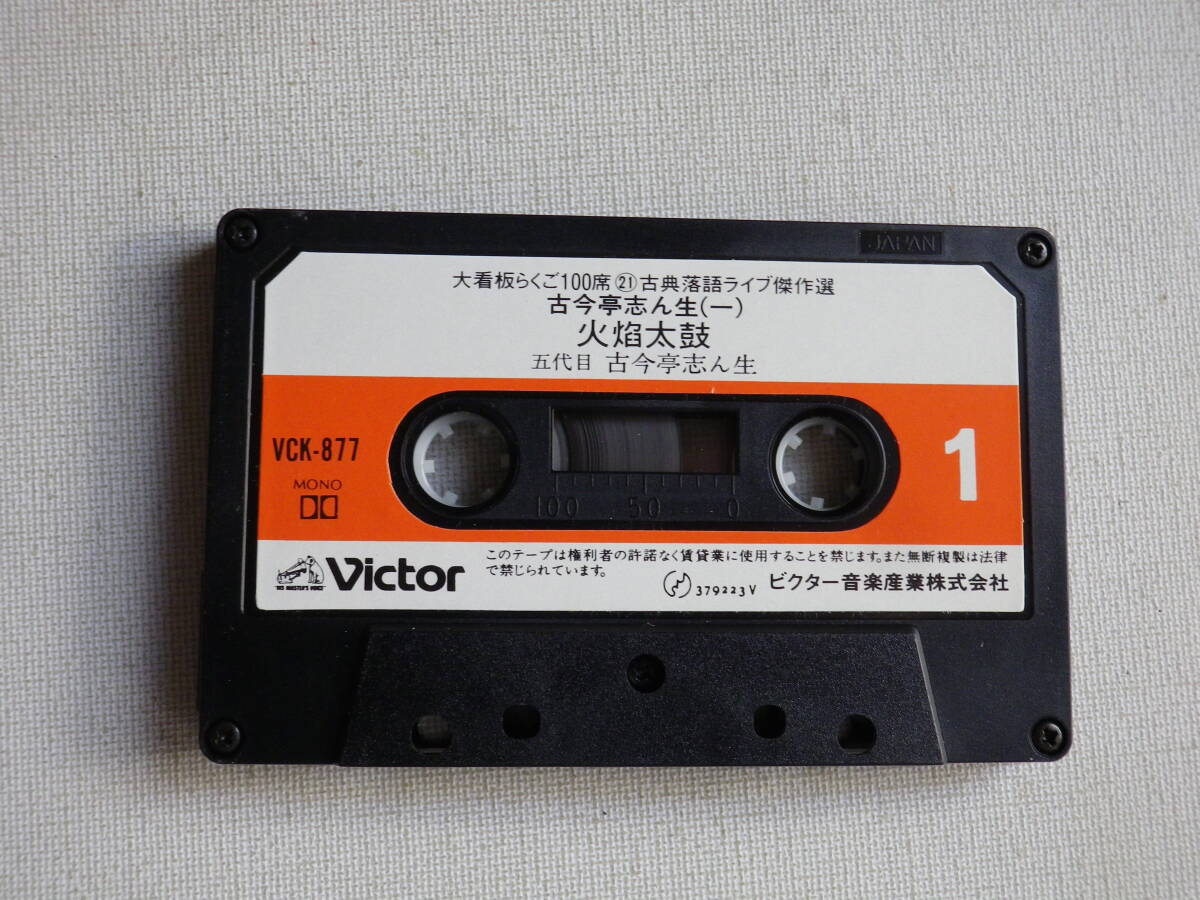 JAPAN
大看板らくご100席㉑古典落語ライブ傑作選
古今亭志ん生(一)
火焔太鼓
五代目 古今亭志ん生
VCK-877
MONO
1
100 50 0
"HIS MASTER'S VOICE"
Victor
このテープは権利者の許諾なく賃貸業に使用することを禁じます。また無断複製は法律
で禁じられています。
379223V ビクター音楽産業株式会社